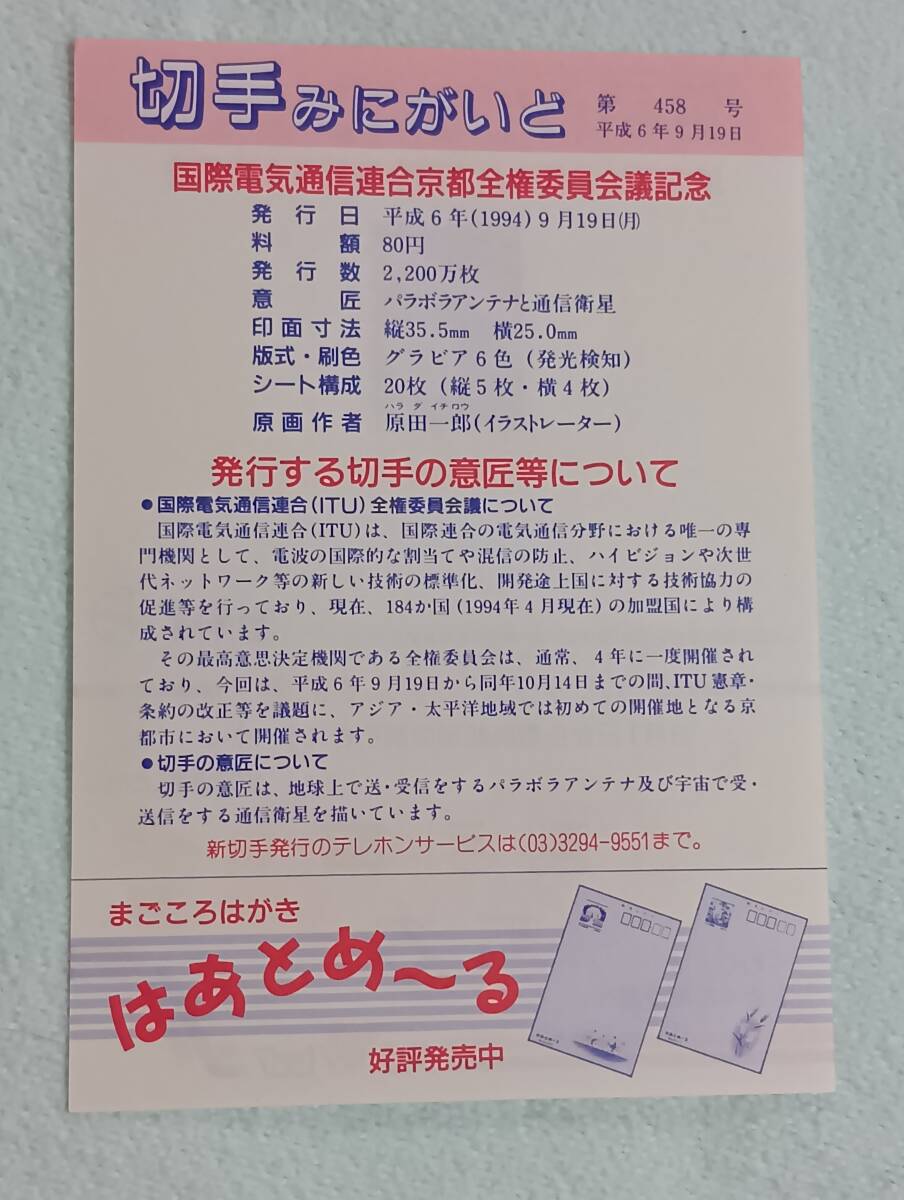 切手みにがいど
第 458 号
平成6年9月19日
国際電気通信連合京都全権委員会議記念
発行日 平成6年(1994)9月19日(月)
料額 80円
発行数 2,200万枚
意匠 パラボラアンテナと通信衛星
印面寸法 縦35.5mm 横25.0mm
版式・刷色 グラビア6色(発光検知)
シート構成 20枚(縦5枚・横4枚)
ハラ ダ イチロウ
原画作者 原田一郎(イラストレーター)
発行する切手の意匠等について
●国際電気通信連合(ITU)全権委員会議について
国際電気通信連合(ITU)は、国際連合の電気通信分野における唯一の専
門機関として、電波の国際的な割当てや混信の防止、ハイビジョンや次世
代ネットワーク等の新しい技術の標準化、開発途上国に対する技術協力の
促進等を行っており、現在、184か国(1994年4月現在)の加盟国により構
成されています。
その最高意思決定機関である全権委員会は、通常、4年に一度開催され
ており、今回は、平成6年9月19日から同年10月14日までの間、ITU憲章・
条約の改正等を議題に、アジア・太平洋地域では初めての開催地となる京
都市において開催されます。
●切手の意匠について
切手の意匠は、地球上で送・受信をするパラボラアンテナ及び宇宙で受・
送信をする通信衛星を描いています。
新切手発行のテレホンサービスは(03)3294-9551まで。
まごころはがき
はあとめ〜る
好評発売中